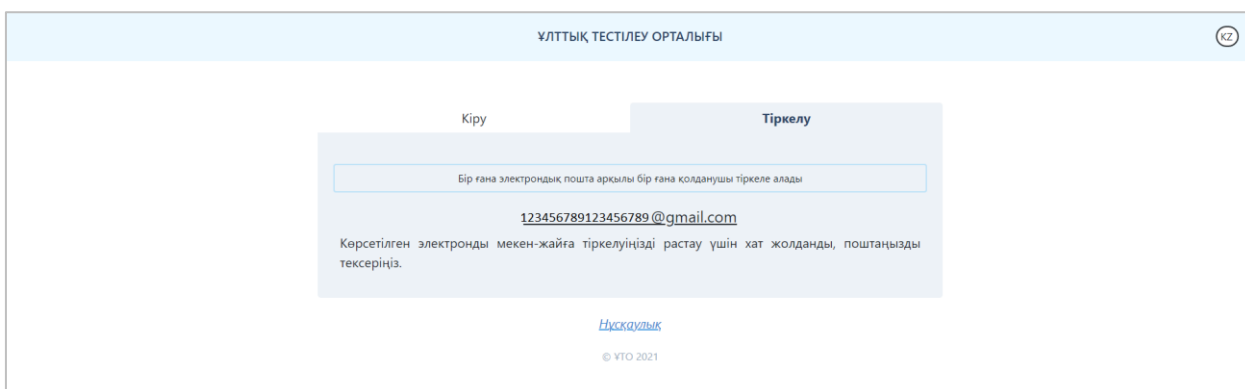 ҰЛТТЫҚ ТЕСТІЛЕУ ОРТАЛЫҒЫ
KZ
Кіру
Тіркелу
Бір ғана электрондық пошта арқылы бір ғана қолданушы тіркеле алады
123456789123456789@gmail.com
Көрсетілген электронды мекен-жайға тіркелуіңізді растау үшін хат жолданды, поштаңызды
тексеріңіз.
Нұсқаулық
© ҰТО 2021